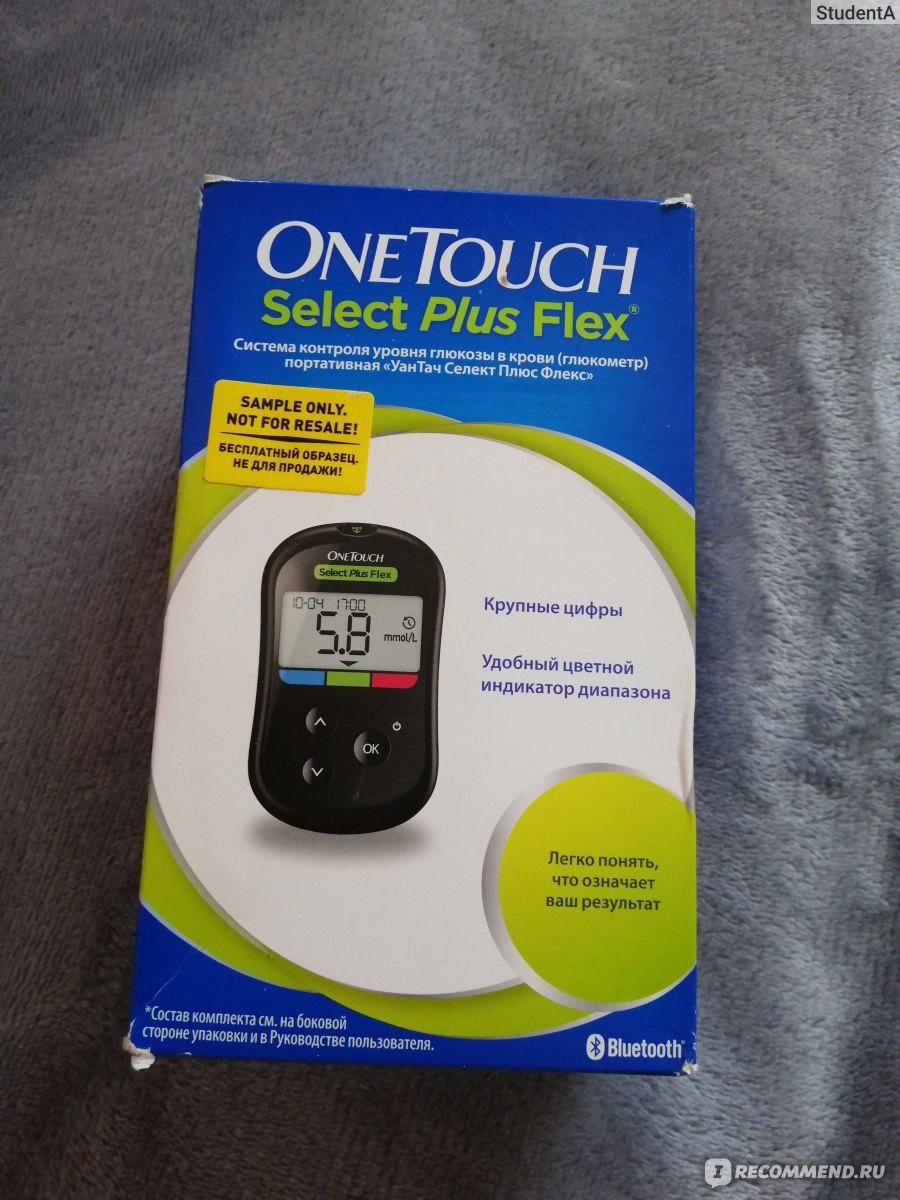 StudentA
ONETOUCH
Select Plus Flex®
Система контроля уровня глюкозы в крови (глюкометр)
портативная «УанТач Селект Плюс Флекс»
SAMPLE ONLY.
NOT FOR RESALE!
БЕСПЛАТНЫЙ ОБРАЗЕЦ.
НЕ ДЛЯ ПРОДАЖИ!
ONETOUCH
Select Plus Flex
10-04 17:00
5.8
mmol/L
OK
Крупные цифры
Удобный цветной
индикатор диапазона
Легко понять,
что означает
ваш результат
*Состав комплекта см. на боковой
стороне упаковки и в Руководстве пользователя.
Bluetooth®
IRECOMMEND.RU